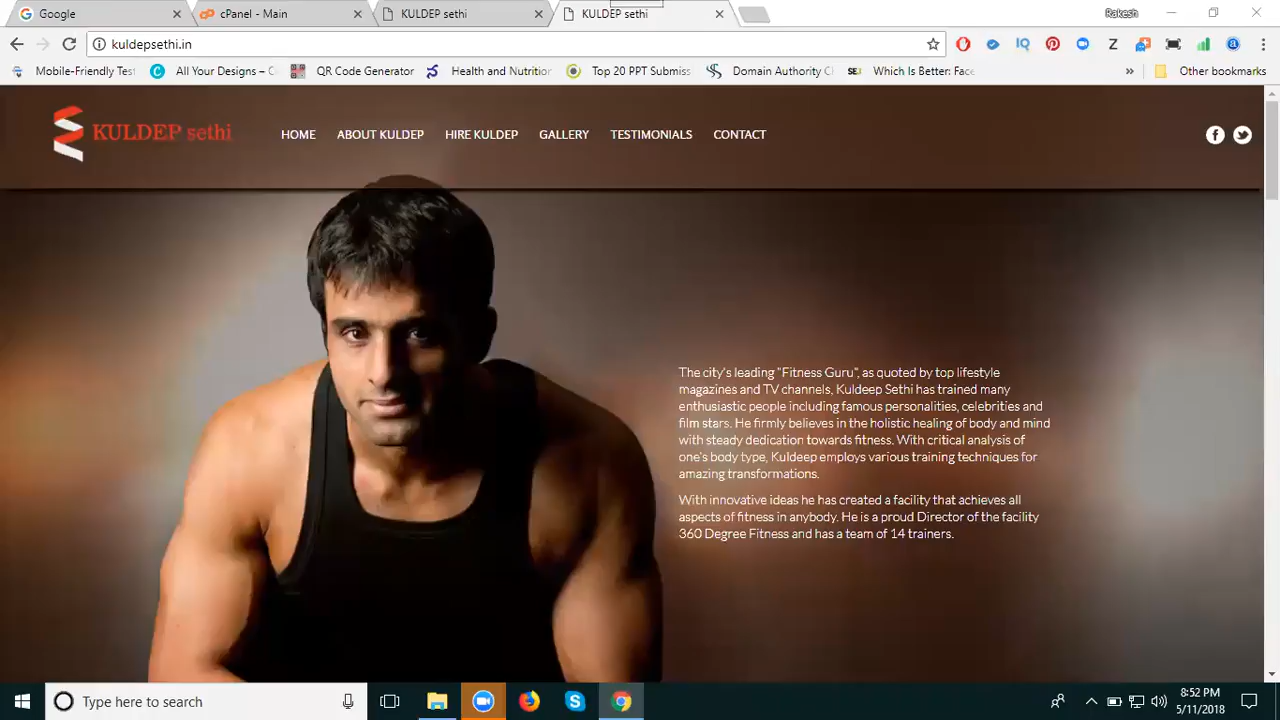 Google
cPanel - Main
KULDEP sethi
KULDEP sethi
Rakesh
kuldepsethi.in
Mobile-Friendly Test
All Your Designs – C
QR Code Generator
Health and Nutrition
Top 20 PPT Submiss
Domain Authority C
Which Is Better: Face
Other bookmarks
KULDEP sethi
HOME
ABOUT KULDEP
HIRE KULDEP
GALLERY
TESTIMONIALS
CONTACT
The city's leading "Fitness Guru", as quoted by top lifestyle
magazines and TV channels, Kuldeep Sethi has trained many
enthusiastic people including famous personalities, celebrities and
film stars. He firmly believes in the holistic healing of body and mind
with steady dedication towards fitness. With critical analysis of
one's body type, Kuldeep employs various training techniques for
amazing transformations.
With innovative ideas he has created a facility that achieves all
aspects of fitness in anybody. He is a proud Director of the facility
360 Degree Fitness and has a team of 14 trainers.
Type here to search
8:52 PM
5/11/2018